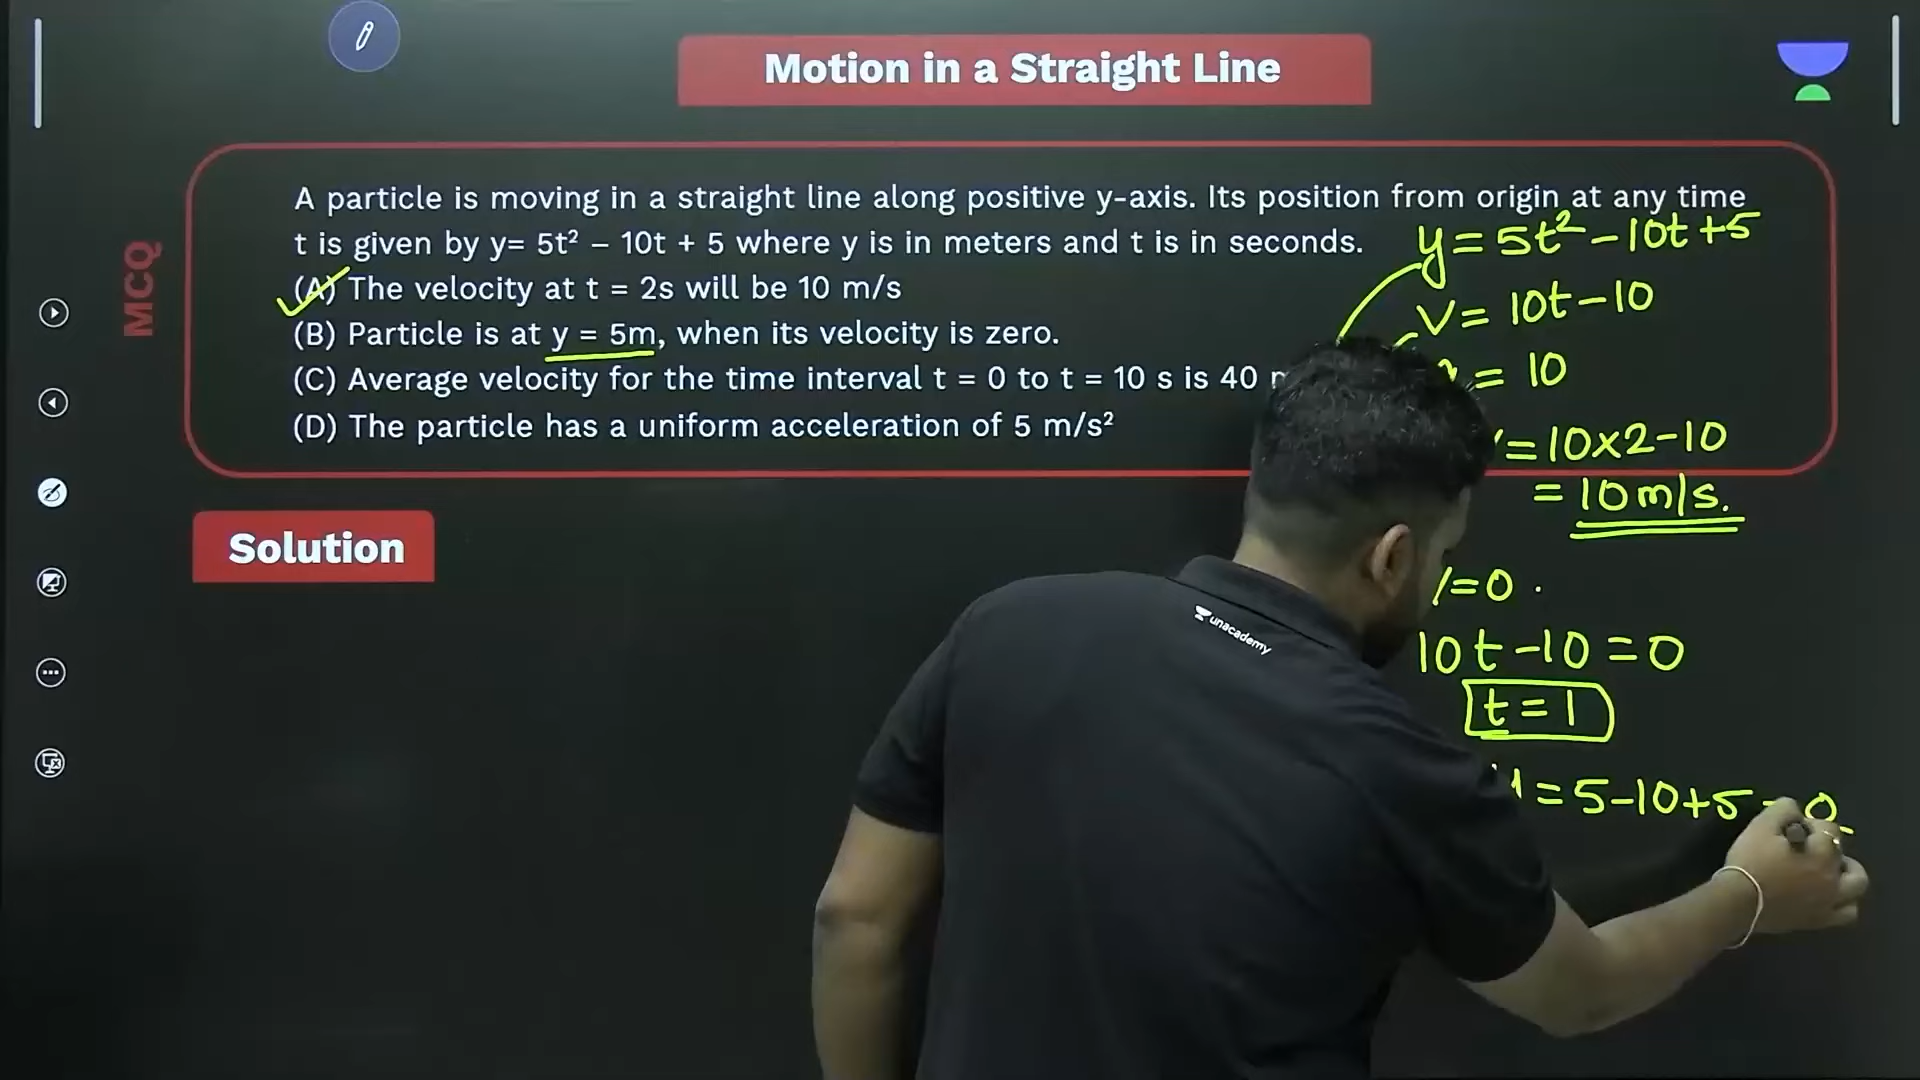 Motion in a Straight Line
MCQ
A particle is moving in a straight line along positive y-axis. Its position from origin at any time
t is given by y= 5t² – 10t + 5 where y is in meters and t is in seconds.
(A) The velocity at t = 2s will be 10 m/s
(B) Particle is at y = 5m, when its velocity is zero.
(C) Average velocity for the time interval t = 0 to t = 10 s is 40
(D) The particle has a uniform acceleration of 5 m/s²
y = 5t² – 10t + 5
v = 10t – 10
= 10
= 10×2 – 10
= 10 m/s.
= 0
10t – 10 = 0
t = 1
= 5 – 10 + 5 = 0
Solution
unacademy